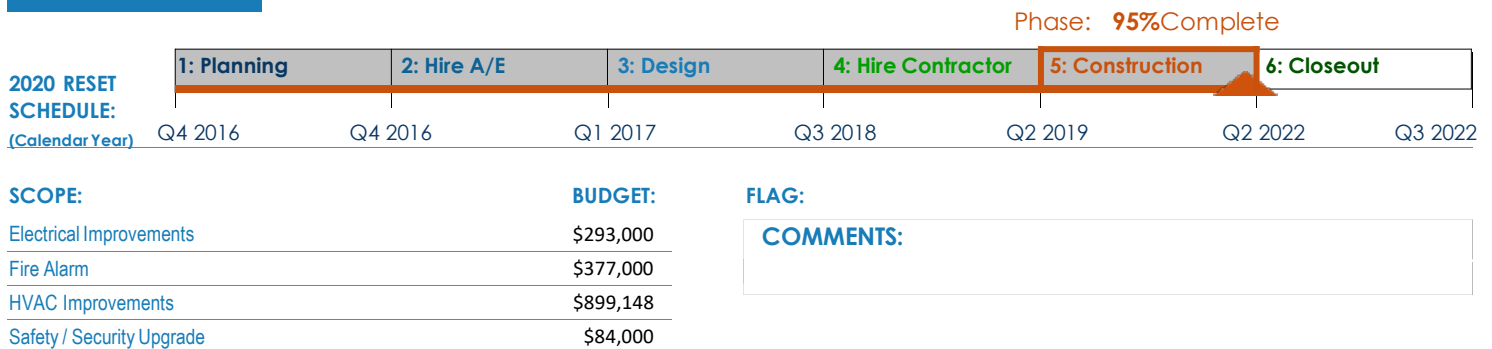 Phase: 95%Complete
2020 RESET SCHEDULE: (Calendar Year)
1: Planning 2: Hire A/E 3: Design 4: Hire Contractor 5: Construction 6: Closeout
Q4 2016 Q4 2016 Q1 2017 Q3 2018 Q2 2019 Q2 2022 Q3 2022
SCOPE: BUDGET: FLAG:
Electrical Improvements $293,000
COMMENTS:
Fire Alarm $377,000
HVAC Improvements $899,148
Safety / Security Upgrade $84,000